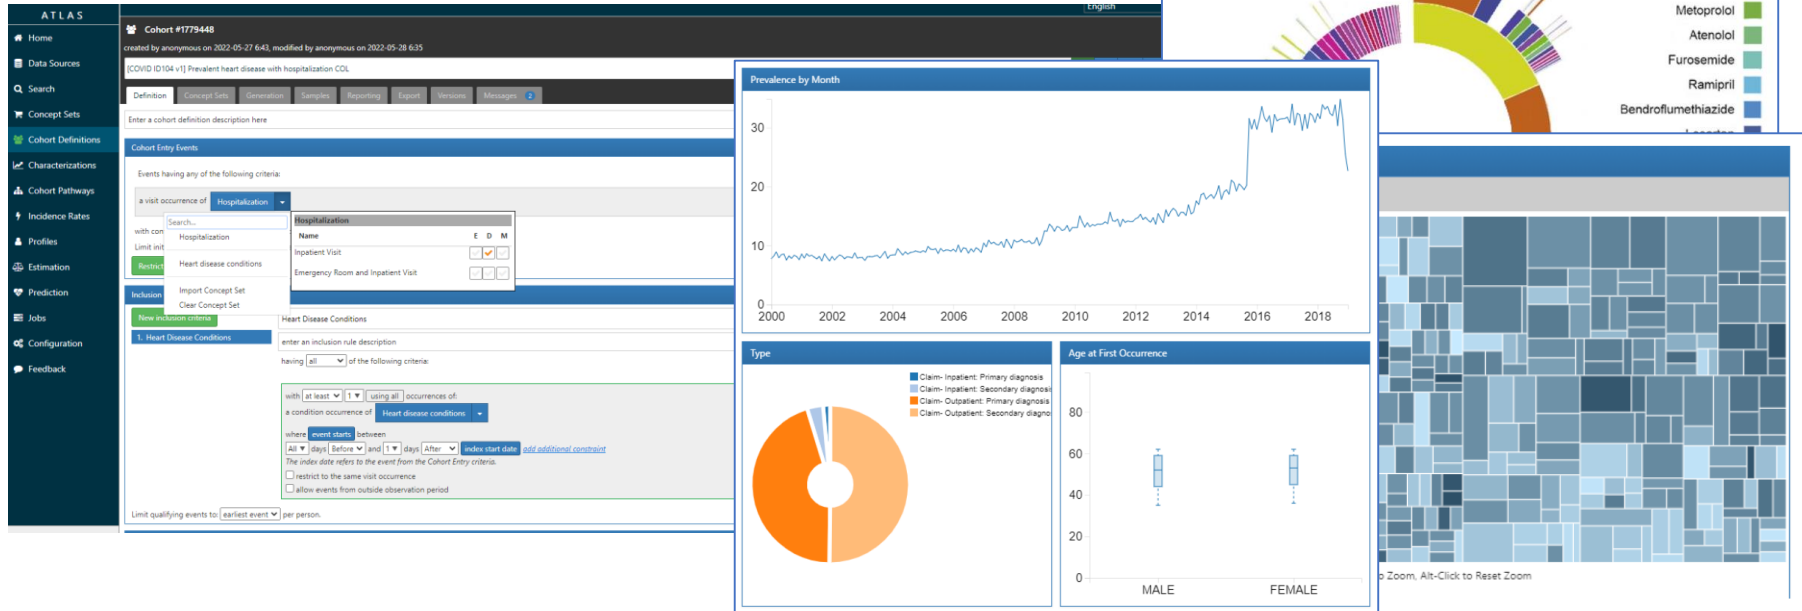 ATLAS
Home
Data Sources
Search
Concept Sets
Cohort Definitions
Characterizations
Cohort Pathways
Incidence Rates
Profiles
Estimation
Prediction
Jobs
Configuration
Feedback
English
Cohort #1779448
created by anonymous on 2022-05-27 6:43, modified by anonymous on 2022-05-28 6:35
[COVID ID104 v1] Prevalent heart disease with hospitalization COL
Definition Concept Sets Generation Samples Reporting Export Versions Messages 2
Enter a cohort definition description here
Cohort Entry Events
Events having any of the following criteria:
a visit occurrence of Hospitalization
with con
Limit init
Restrict
Search...
Hospitalization
Heart disease conditions
Import Concept Set
Clear Concept Set
Hospitalization
Name E D M
Inpatient Visit
Emergency Room and Inpatient Visit
Inclusion
New inclusion criteria
1. Heart Disease Conditions
Heart Disease Conditions
enter an inclusion rule description
having all of the following criteria:
with at least 1 using all occurrences of:
a condition occurrence of Heart disease conditions
where event starts between
All days Before and 1 days After index start date add additional constraint
The index date refers to the event from the Cohort Entry criteria.
restrict to the same visit occurrence
allow events from outside observation period
Limit qualifying events to: earliest event per person.
Prevalence by Month
30
20
10
0
2000 2002 2004 2006 2008 2010 2012 2014 2016 2018
Type
Claim- Inpatient: Primary diagnosis
Claim- Inpatient: Secondary diagnosis
Claim- Outpatient: Primary diagnosis
Claim- Outpatient: Secondary diagno
Age at First Occurrence
80
60
40
20
0
MALE FEMALE
Metoprolol
Atenolol
Furosemide
Ramipril
Bendroflumethiazide
o Zoom, Alt-Click to Reset Zoom